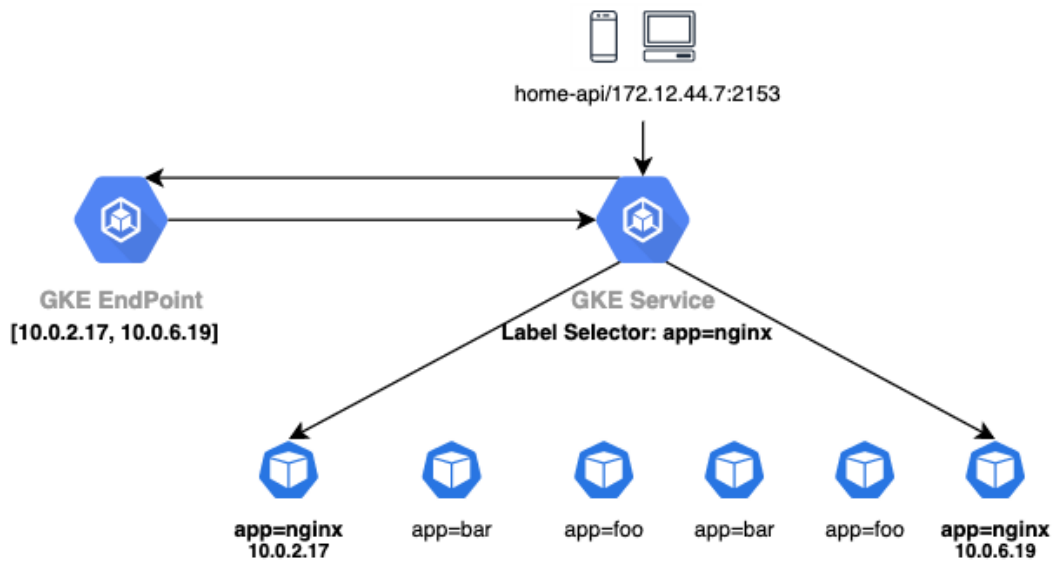 home-api/172.12.44.7:2153
GKE EndPoint
[10.0.2.17, 10.0.6.19]
GKE Service
Label Selector: app=nginx
app=nginx
10.0.2.17
app=bar
app=foo
app=bar
app=foo
app=nginx
10.0.6.19